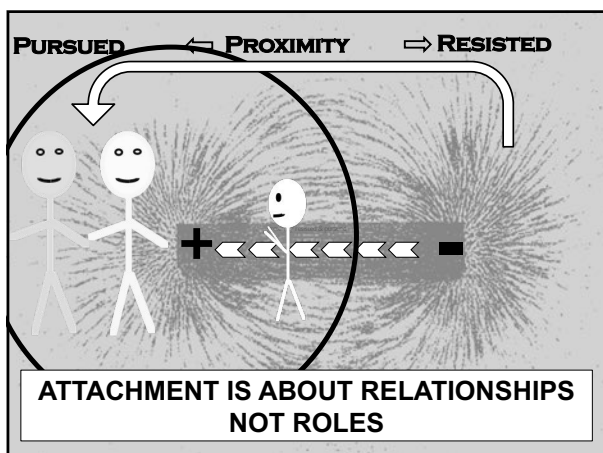 PURSUED ⇦ PROXIMITY ⇨ RESISTED
+ -
ATTACHMENT IS ABOUT RELATIONSHIPS
NOT ROLES